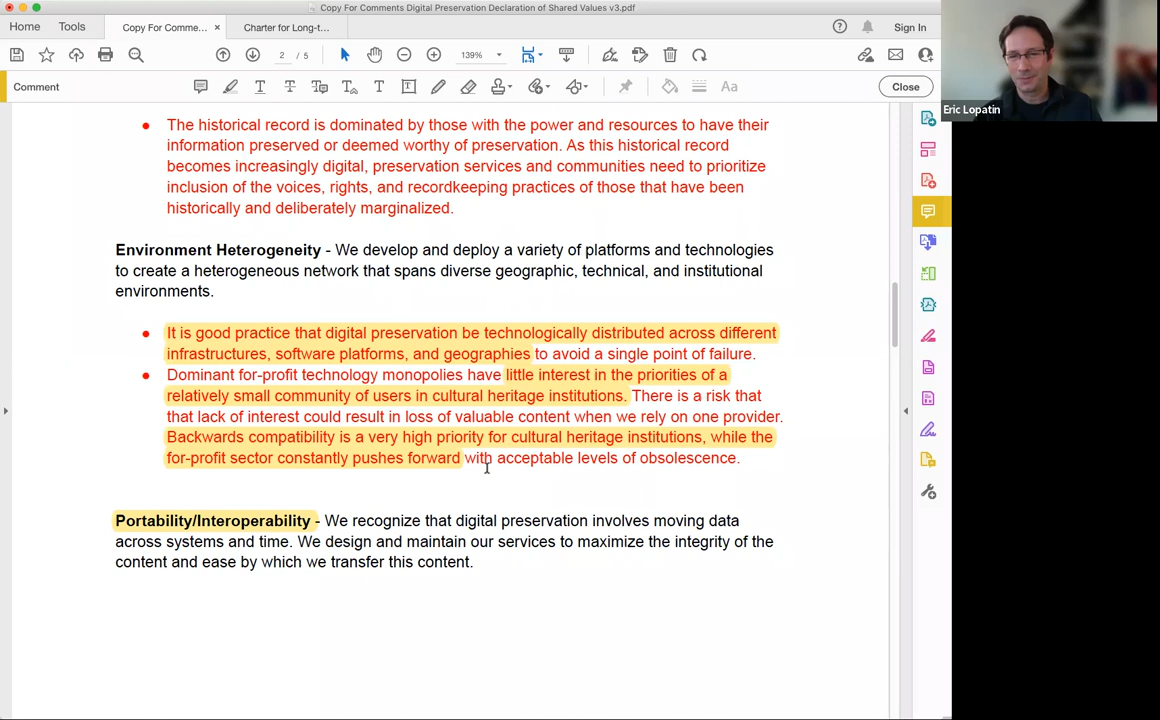 Copy For Comments Digital Preservation Declaration of Shared Values v3.pdf
Home Tools Copy For Comme... × Charter for Long-t... Sign In
2 / 5 139%
Comment Aa Close
Eric Lopatin
• The historical record is dominated by those with the power and resources to have their
information preserved or deemed worthy of preservation. As this historical record
becomes increasingly digital, preservation services and communities need to prioritize
inclusion of the voices, rights, and recordkeeping practices of those that have been
historically and deliberately marginalized.
Environment Heterogeneity - We develop and deploy a variety of platforms and technologies
to create a heterogeneous network that spans diverse geographic, technical, and institutional
environments.
• It is good practice that digital preservation be technologically distributed across different
infrastructures, software platforms, and geographies to avoid a single point of failure.
• Dominant for-profit technology monopolies have little interest in the priorities of a
relatively small community of users in cultural heritage institutions. There is a risk that
that lack of interest could result in loss of valuable content when we rely on one provider.
Backwards compatibility is a very high priority for cultural heritage institutions, while the
for-profit sector constantly pushes forward with acceptable levels of obsolescence.
Portability/Interoperability - We recognize that digital preservation involves moving data
across systems and time. We design and maintain our services to maximize the integrity of the
content and ease by which we transfer this content.